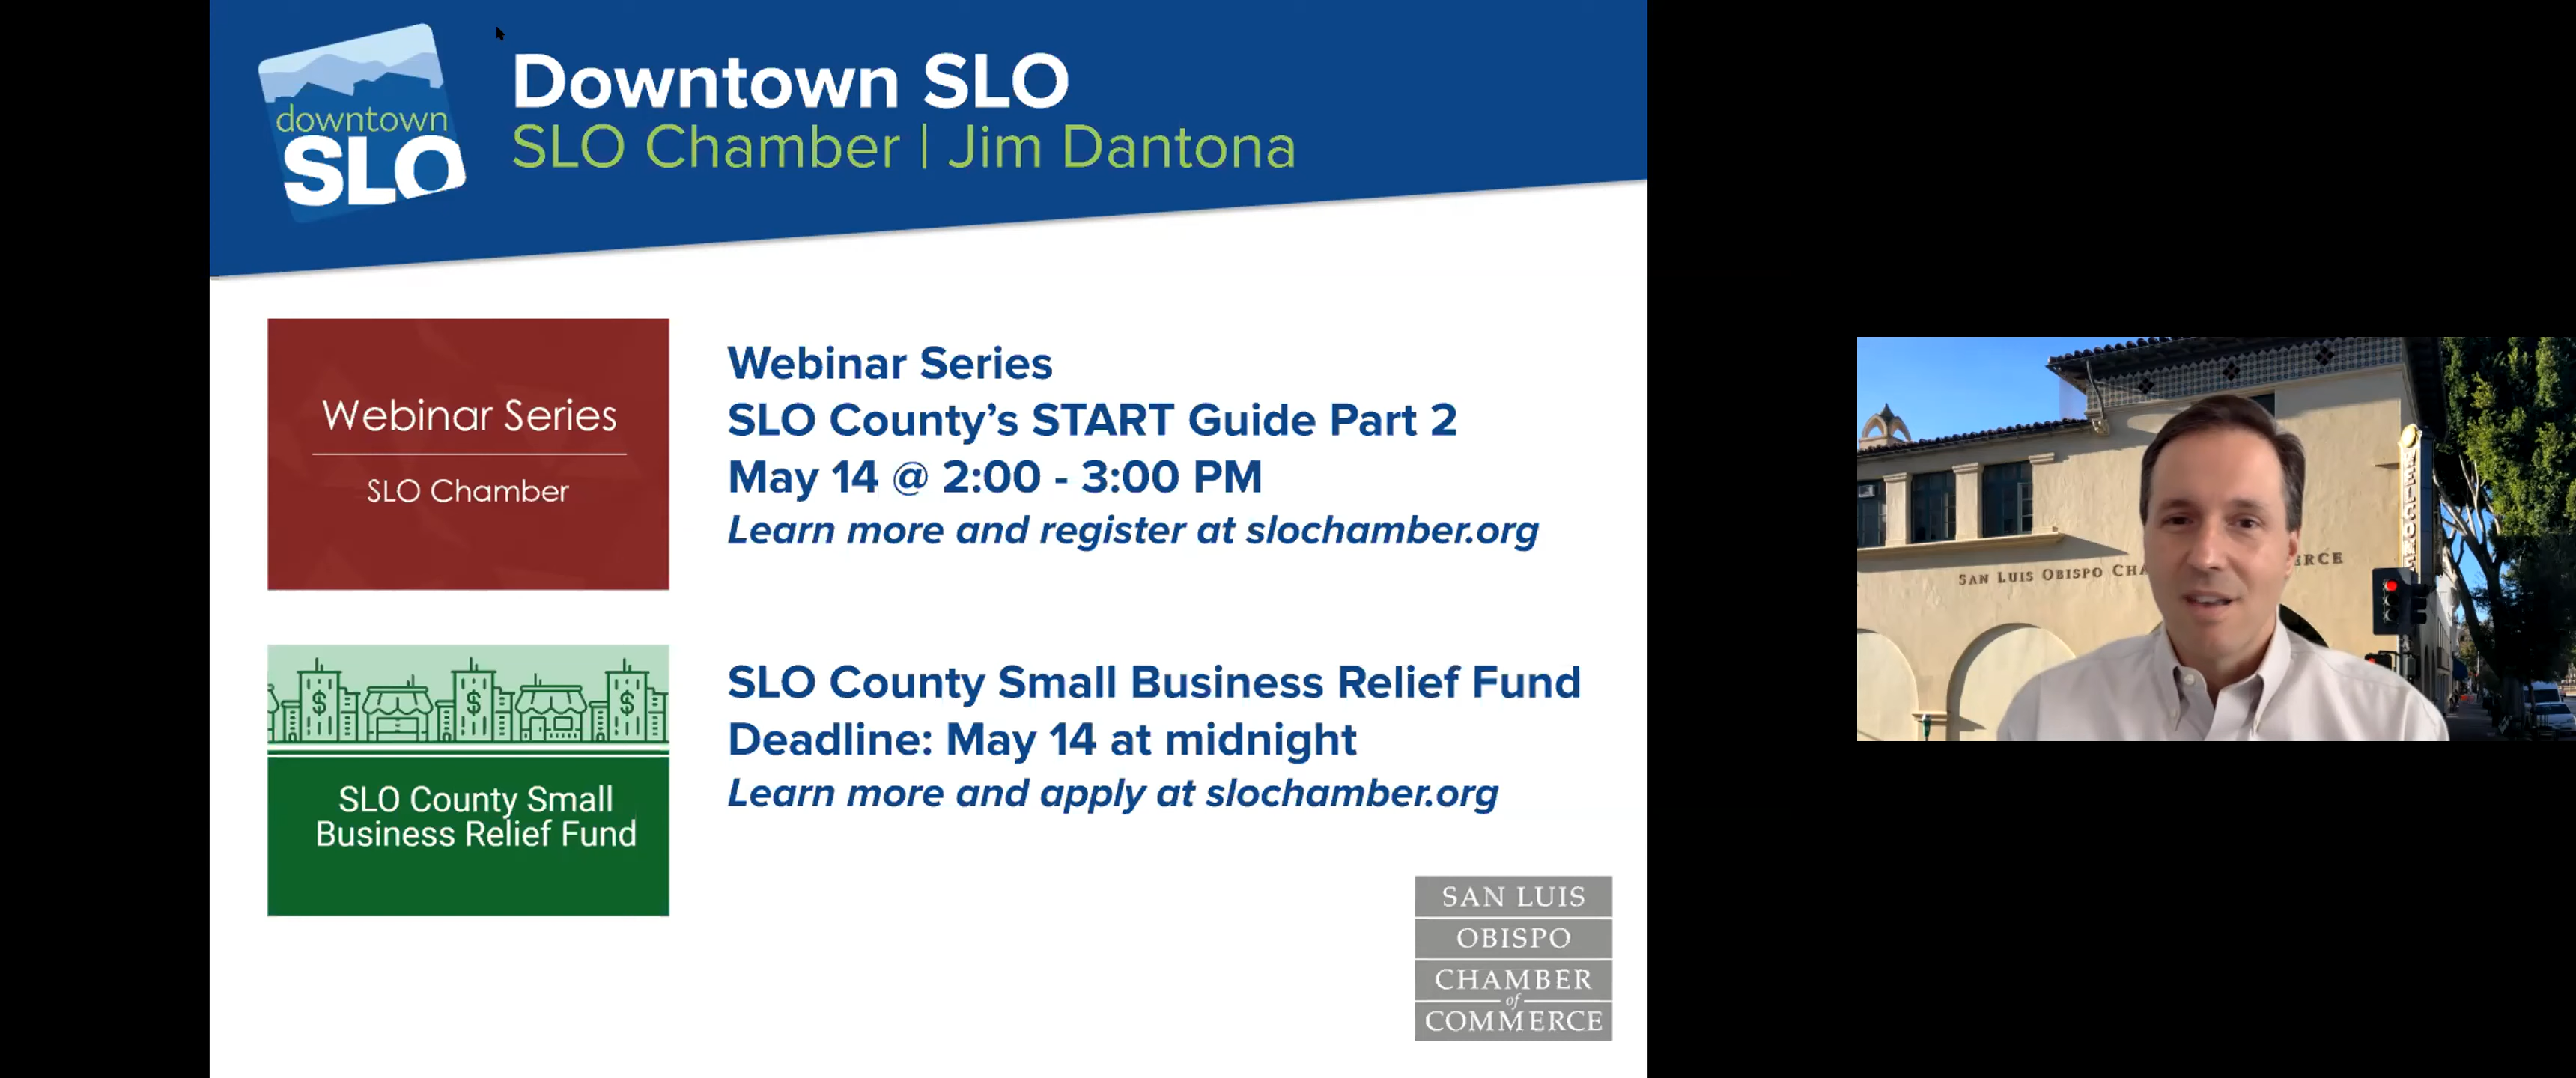 downtown
SLO
Downtown SLO
SLO Chamber | Jim Dantona
Webinar Series
SLO Chamber
Webinar Series
SLO County's START Guide Part 2
May 14 @ 2:00 - 3:00 PM
Learn more and register at slochamber.org
$ $ $
SLO County Small
Business Relief Fund
SLO County Small Business Relief Fund
Deadline: May 14 at midnight
Learn more and apply at slochamber.org
SAN LUIS
OBISPO
CHAMBER
of
COMMERCE
SAN LUIS OBISPO CHA
ERCE
WELCOME